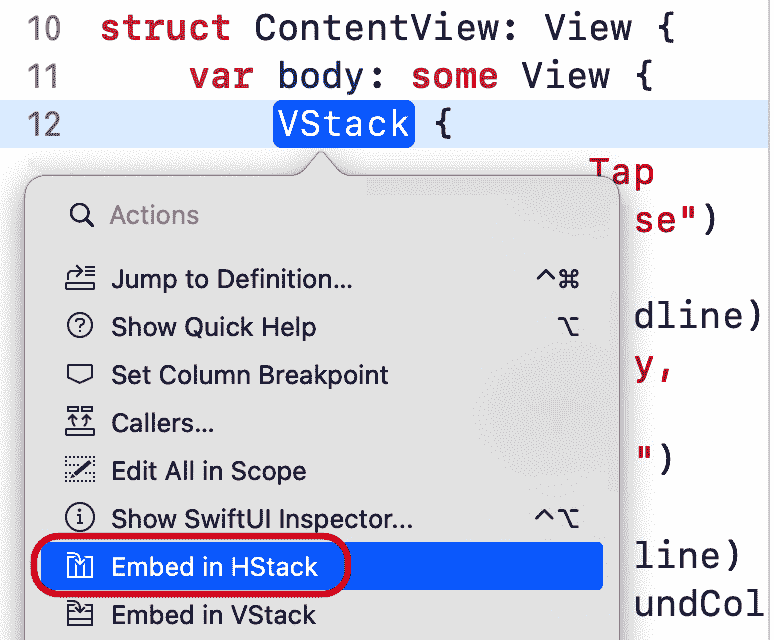 10 struct ContentView: View {
11 var body: some View {
12 VStack {
Tap
Actions
se")
Jump to Definition... ^⌘
dline)
Show Quick Help ⌥
y,
Set Column Breakpoint
Callers...
")
Edit All in Scope
Show SwiftUI Inspector... ^⌥
line)
Embed in HStack
undCol
Embed in VStack